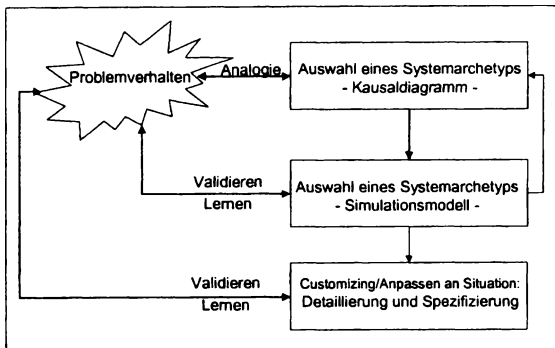 Problemverhalten
Analogie
Auswahl eines Systemarchetyps
- Kausaldiagramm -
Validieren
Lernen
Auswahl eines Systemarchetyps
- Simulationsmodell -
Validieren
Lernen
Customizing/Anpassen an Situation:
Detaillierung und Spezifizierung